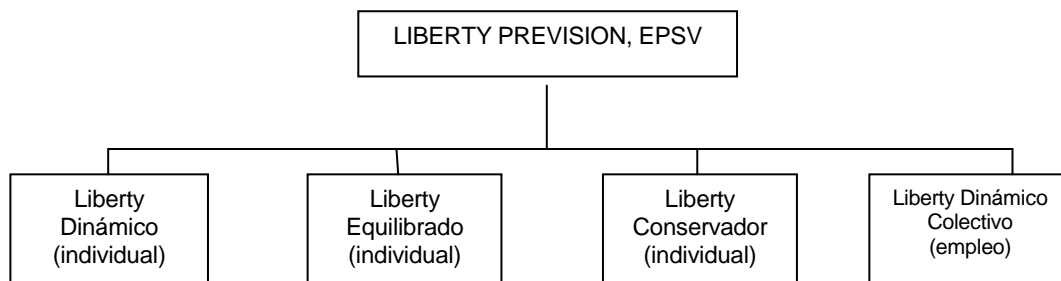 LIBERTY PREVISION, EPSV
Liberty
Dinámico
(individual)
Liberty
Equilibrado
(individual)
Liberty
Conservador
(individual)
Liberty Dinámico
Colectivo
(empleo)